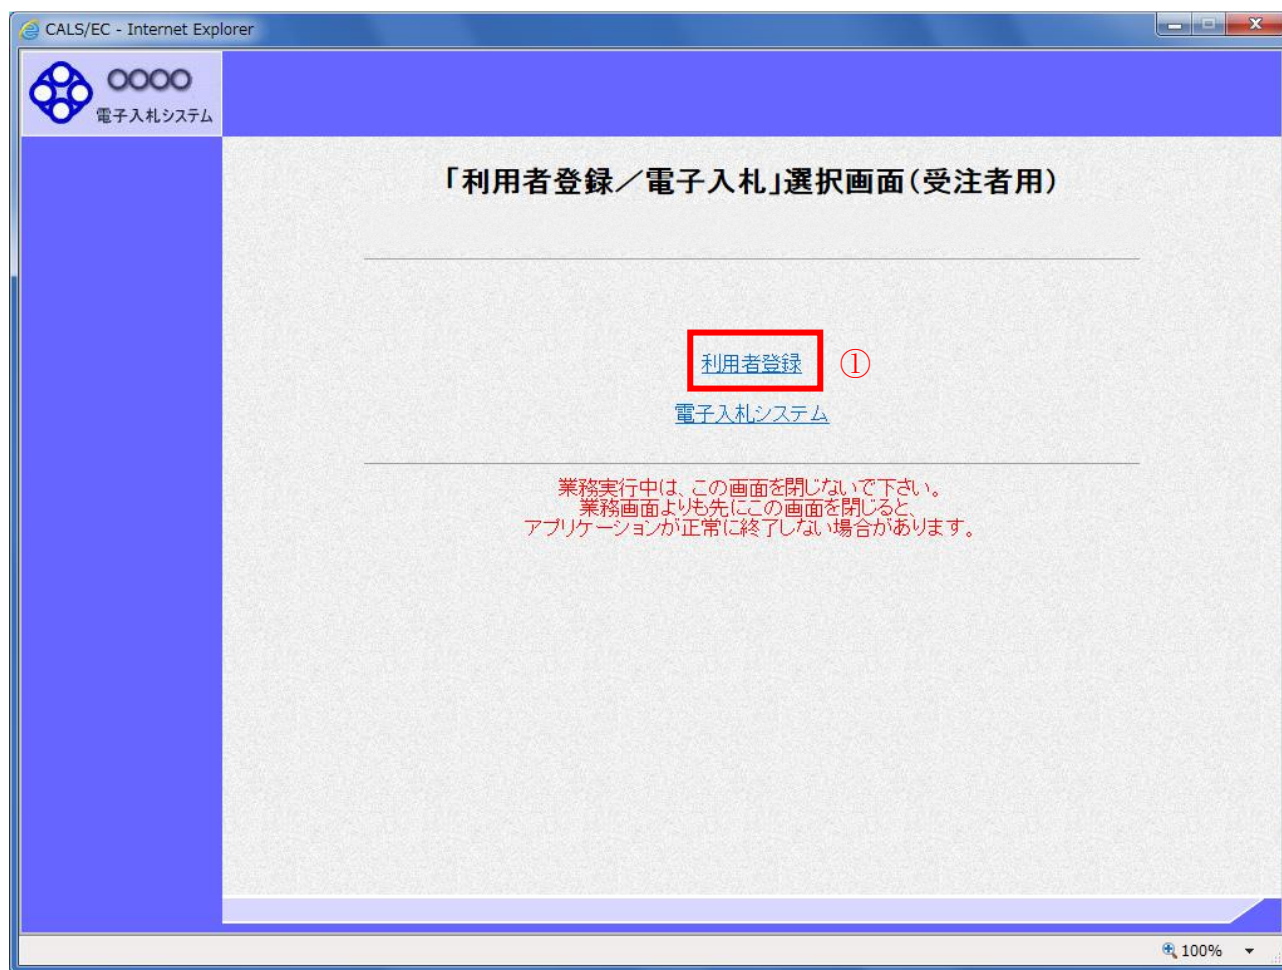 CALS/EC - Internet Explorer
〇〇〇〇
電子入札システム
「利用者登録／電子入札」選択画面(受注者用)
利用者登録 ①
電子入札システム
業務実行中は、この画面を閉じないで下さい。
業務画面よりも先にこの画面を閉じると、
アプリケーションが正常に終了しない場合があります。
100%